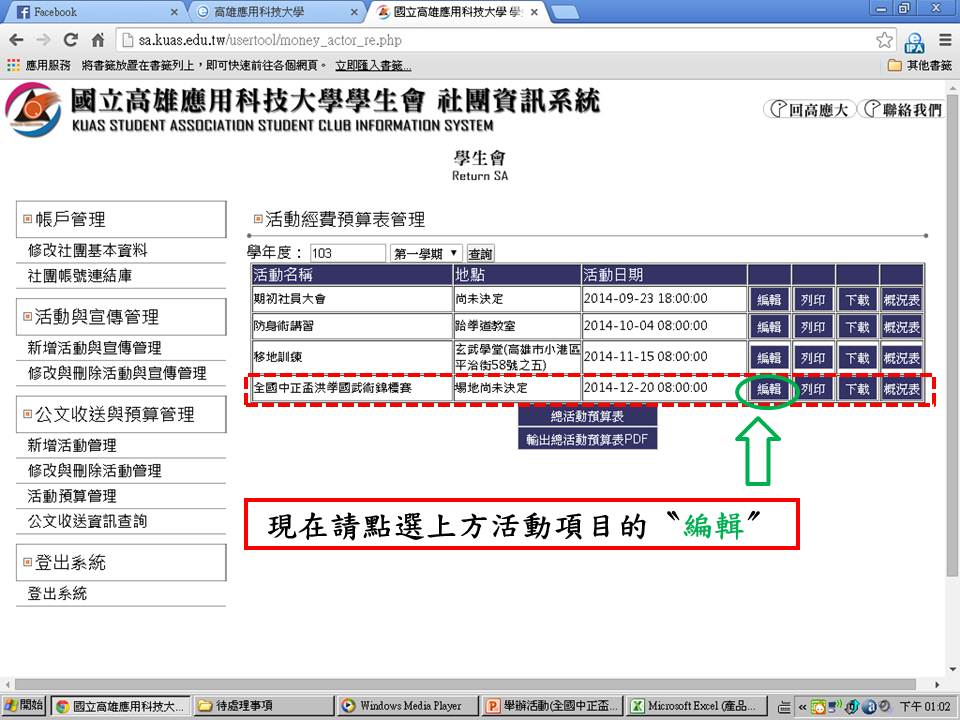 Facebook
高雄應用科技大學
國立高雄應用科技大學 學
sa.kuas.edu.tw/usertool/money_actor_re.php
應用服務 將書籤放置在書籤列上，即可快速前往各個網頁。 立即匯入書籤...
其他書籤
國立高雄應用科技大學學生會 社團資訊系統
KUAS STUDENT ASSOCIATION STUDENT CLUB INFORMATION SYSTEM
回高應大 聯絡我們
學生會
Return SA
帳戶管理
修改社團基本資料
社團帳號連結庫
活動與宣傳管理
新增活動與宣傳管理
修改與刪除活動與宣傳管理
公文收送與預算管理
新增活動管理
修改與刪除活動管理
活動預算管理
公文收送資訊查詢
登出系統
登出系統
活動經費預算表管理
學年度： 103 第一學期 查詢
活動名稱 地點 活動日期
期初社員大會 尚未決定 2014-09-23 18:00:00 編輯 列印 下載 概況表
防身術講習 跆拳道教室 2014-10-04 08:00:00 編輯 列印 下載 概況表
移地訓練 玄武學堂(高雄市小港區平治街58號之五) 2014-11-15 08:00:00 編輯 列印 下載 概況表
全國中正盃洪拳國武術錦標賽 場地尚未決定 2014-12-20 08:00:00 編輯 列印 下載 概況表
總活動預算表
輸出總活動預算表PDF
現在請點選上方活動項目的〝編輯〞
開始 國立高雄應用科技大... 待處理事項 Windows Media Player 舉辦活動(全國中正盃... Microsoft Excel (產品... 下午 01:02